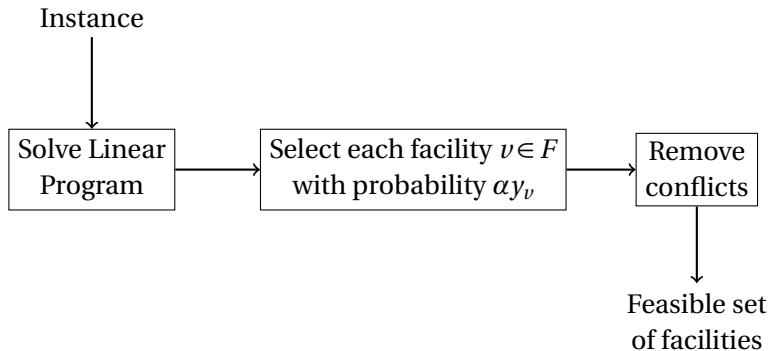 Instance
Solve Linear
Program
Select each facility v ∈ F
with probability αy_v
Remove
conflicts
Feasible set
of facilities